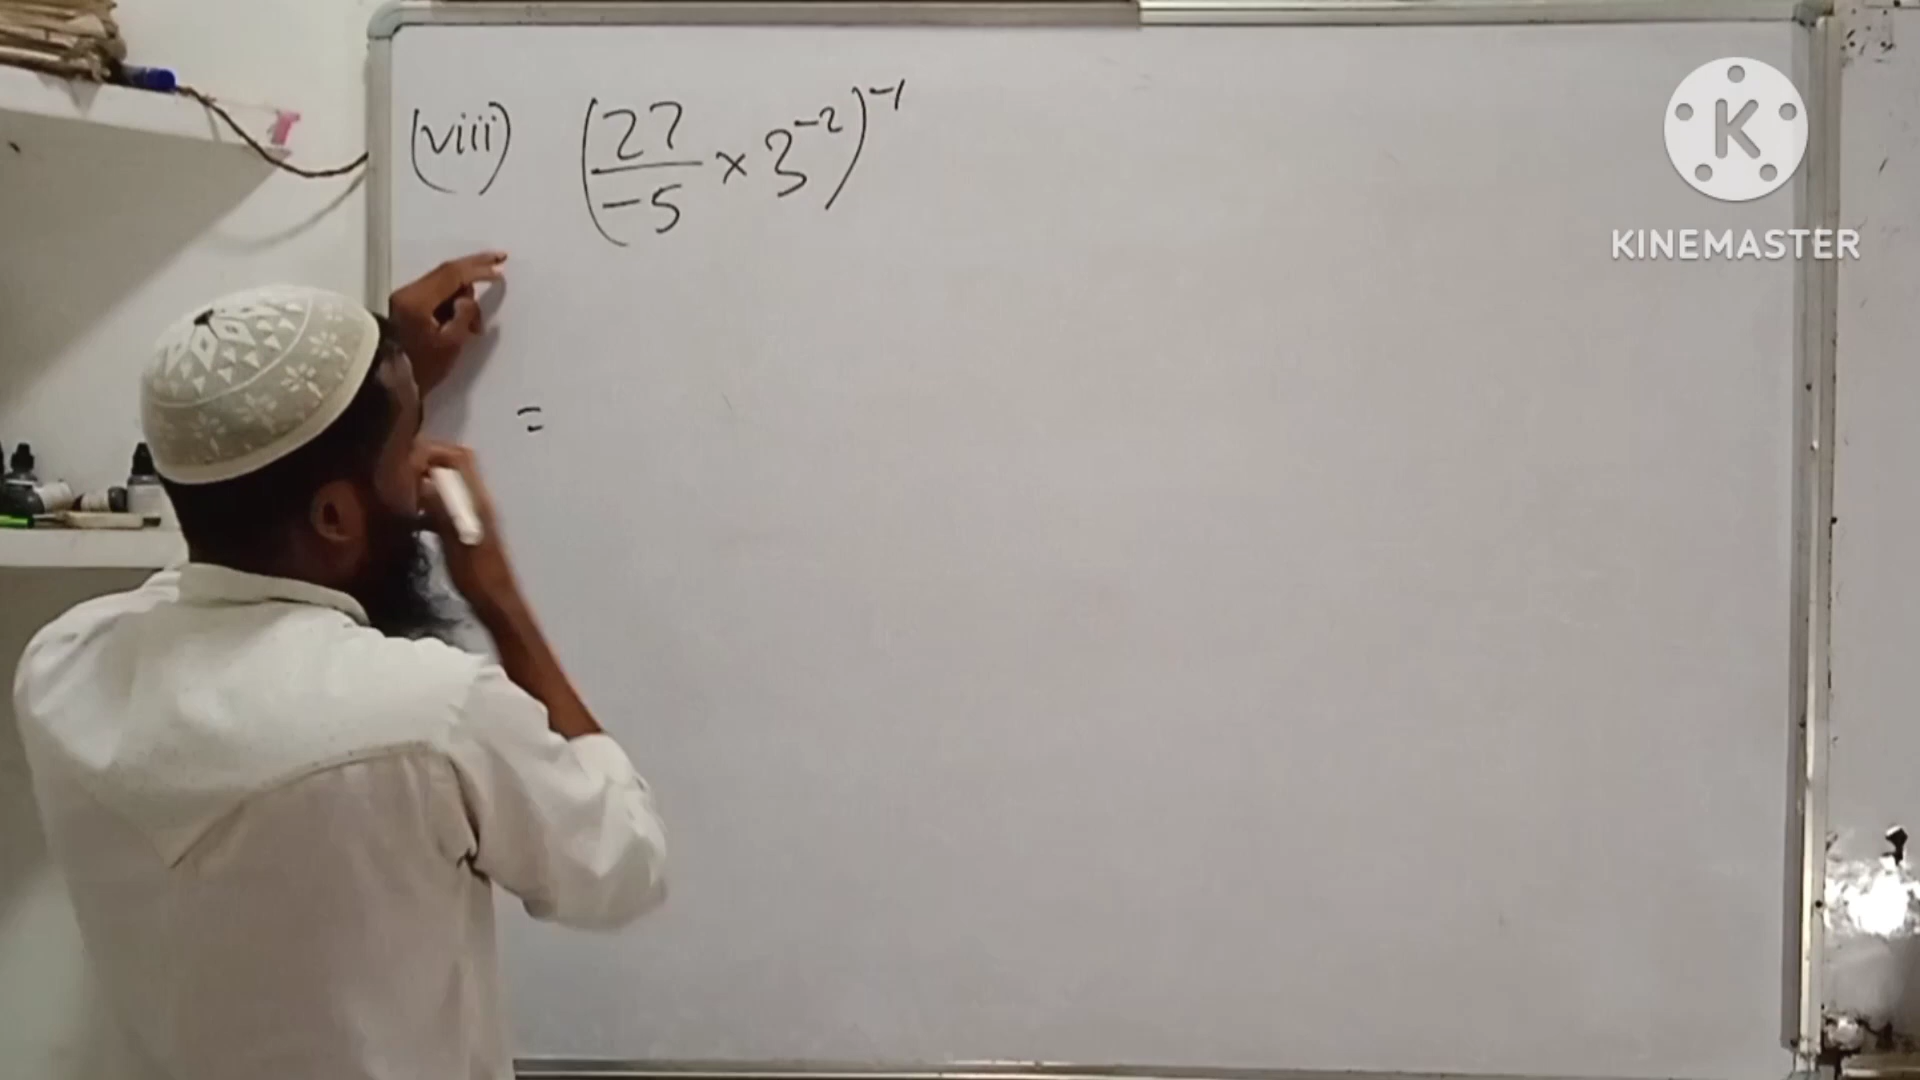 (viii) (27/-5 × 3⁻²)⁻¹
=
K
KINEMASTER